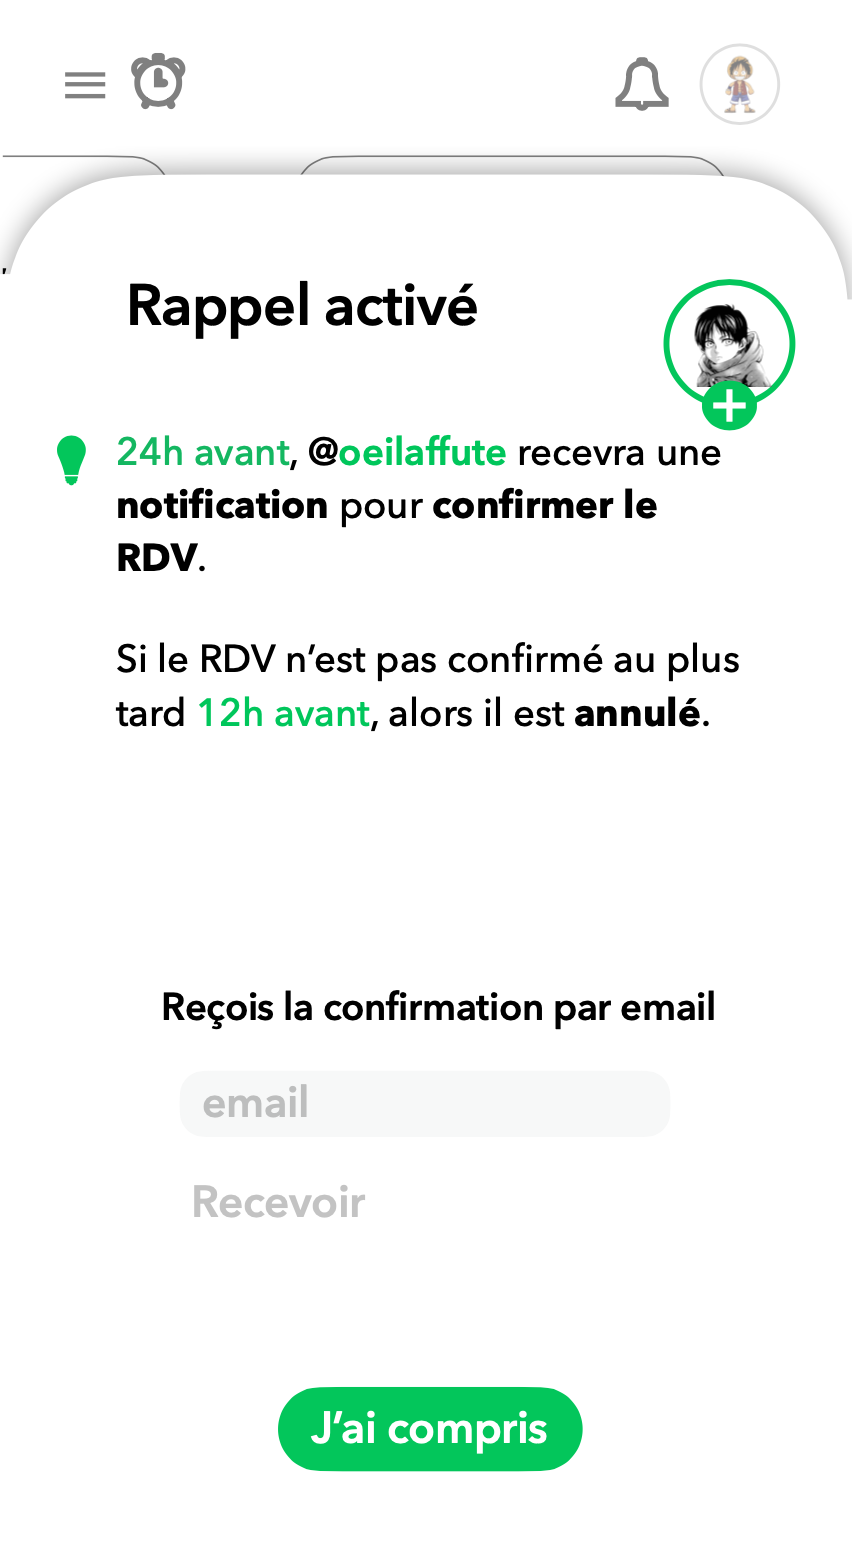 Rappel activé
24h avant, @oeilaffute recevra une
notification pour confirmer le
RDV.
Si le RDV n’est pas confirmé au plus
tard 12h avant, alors il est annulé.
Reçois la confirmation par email
email
Recevoir
J’ai compris